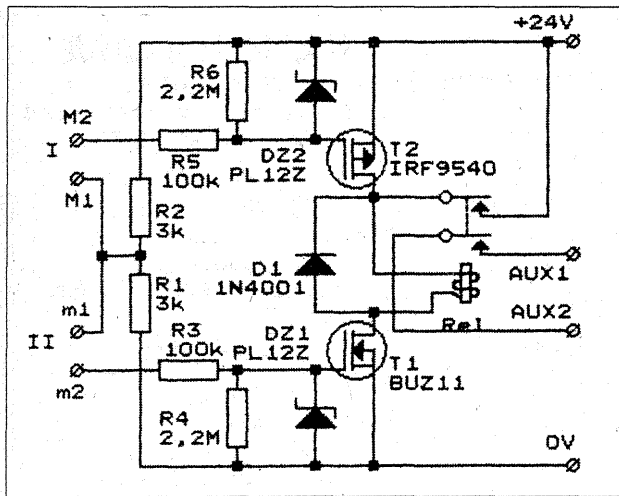 +24V
R6
2,2M
M2
I
R5
100k
DZ2
PL12Z
T2
IRF9540
M1
R2
3k
D1
1N4001
R1
3k
AUX1
m1
II
R3
100k
DZ1
PL12Z
Rel
AUX2
m2
T1
BUZ11
R4
2,2M
0V